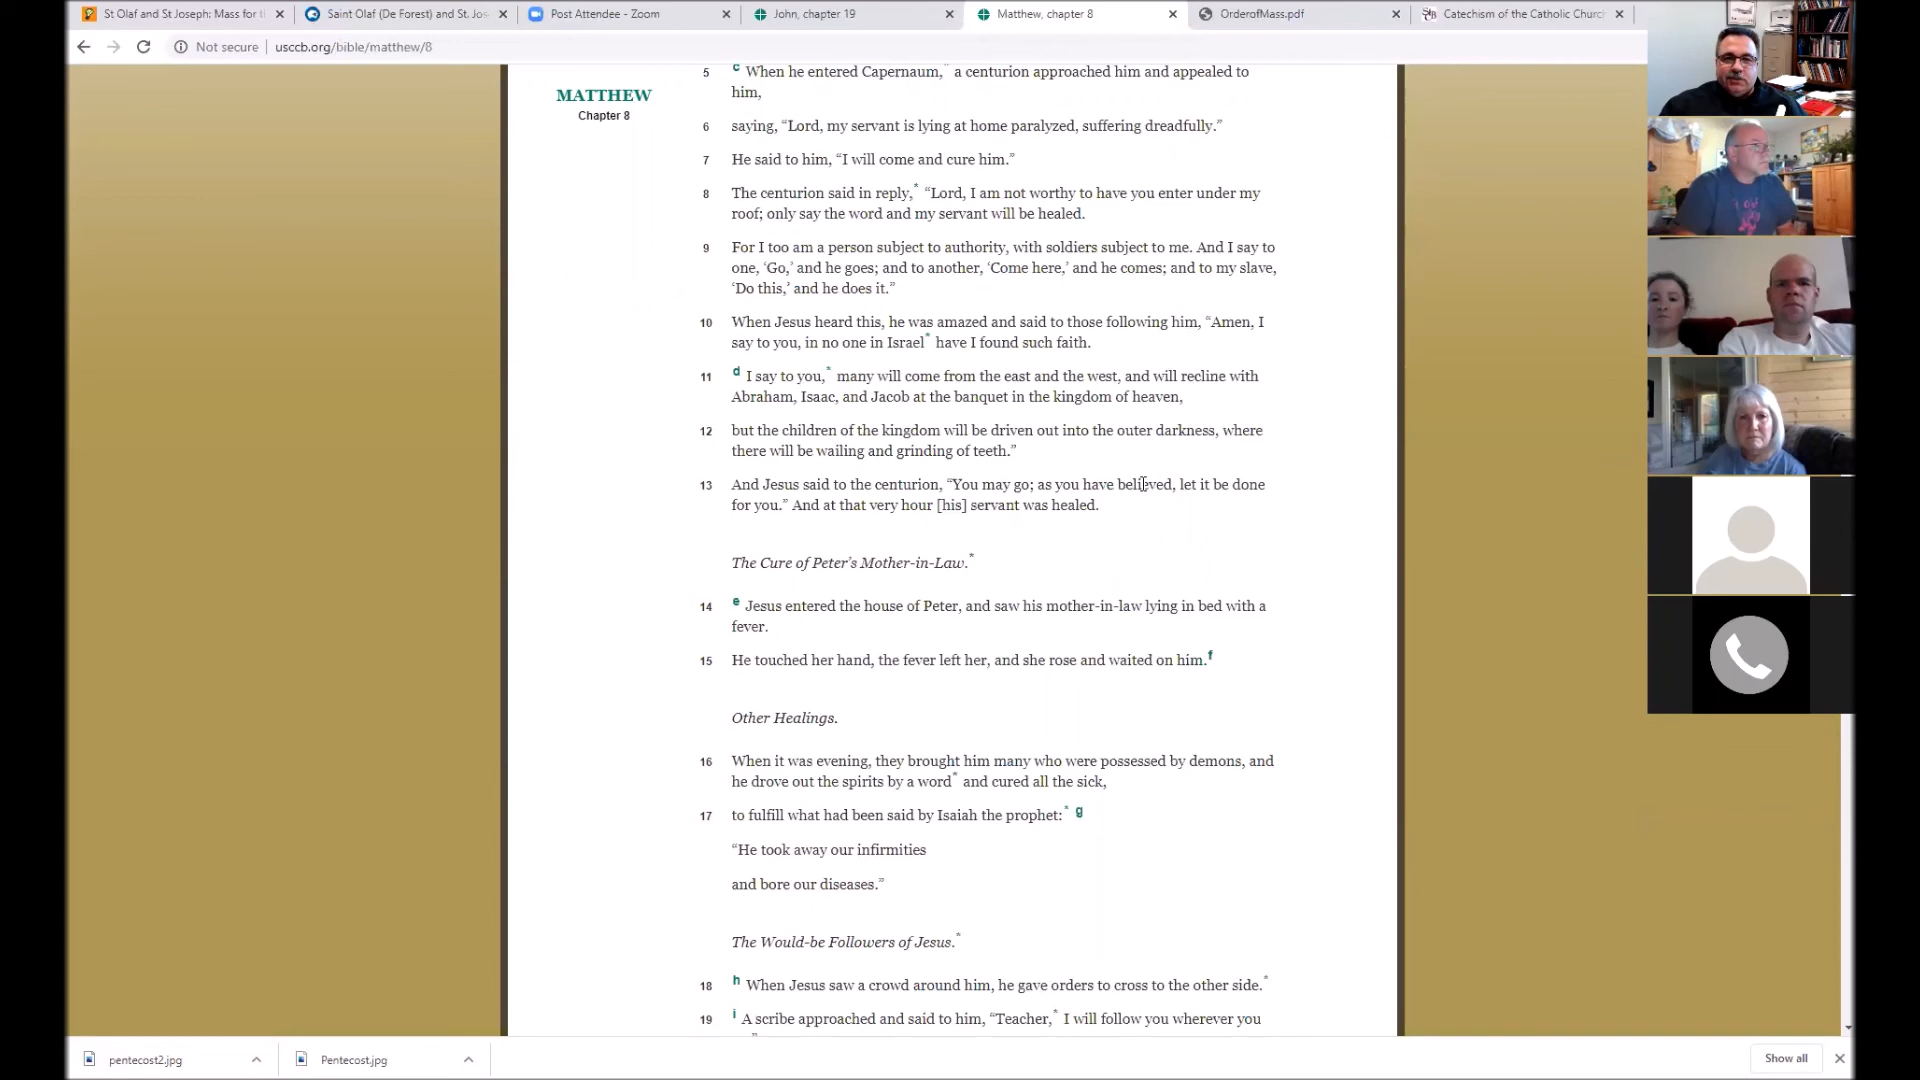 St Olaf and St Joseph: Mass for t
Saint Olaf (De Forest) and St. Jos
Post Attendee - Zoom
John, chapter 19
Matthew, chapter 8
OrderofMass.pdf
Catechism of the Catholic Church
Not secure
usccb.org/bible/matthew/8
MATTHEW
Chapter 8
5 c When he entered Capernaum,* a centurion approached him and appealed to
him,
6 saying, “Lord, my servant is lying at home paralyzed, suffering dreadfully.”
7 He said to him, “I will come and cure him.”
8 The centurion said in reply,* “Lord, I am not worthy to have you enter under my
roof; only say the word and my servant will be healed.
9 For I too am a person subject to authority, with soldiers subject to me. And I say to
one, ‘Go,’ and he goes; and to another, ‘Come here,’ and he comes; and to my slave,
‘Do this,’ and he does it.”
10 When Jesus heard this, he was amazed and said to those following him, “Amen, I
say to you, in no one in Israel* have I found such faith.
11 d I say to you,* many will come from the east and the west, and will recline with
Abraham, Isaac, and Jacob at the banquet in the kingdom of heaven,
12 but the children of the kingdom will be driven out into the outer darkness, where
there will be wailing and grinding of teeth.”
13 And Jesus said to the centurion, “You may go; as you have believed, let it be done
for you.” And at that very hour [his] servant was healed.
The Cure of Peter’s Mother-in-Law.*
14 e Jesus entered the house of Peter, and saw his mother-in-law lying in bed with a
fever.
15 He touched her hand, the fever left her, and she rose and waited on him.f
Other Healings.
16 When it was evening, they brought him many who were possessed by demons, and
he drove out the spirits by a word* and cured all the sick,
17 to fulfill what had been said by Isaiah the prophet:* g
“He took away our infirmities
and bore our diseases.”
The Would-be Followers of Jesus.*
18 h When Jesus saw a crowd around him, he gave orders to cross to the other side.*
19 i A scribe approached and said to him, “Teacher,* I will follow you wherever you
pentecost2.jpg
Pentecost.jpg
Show all